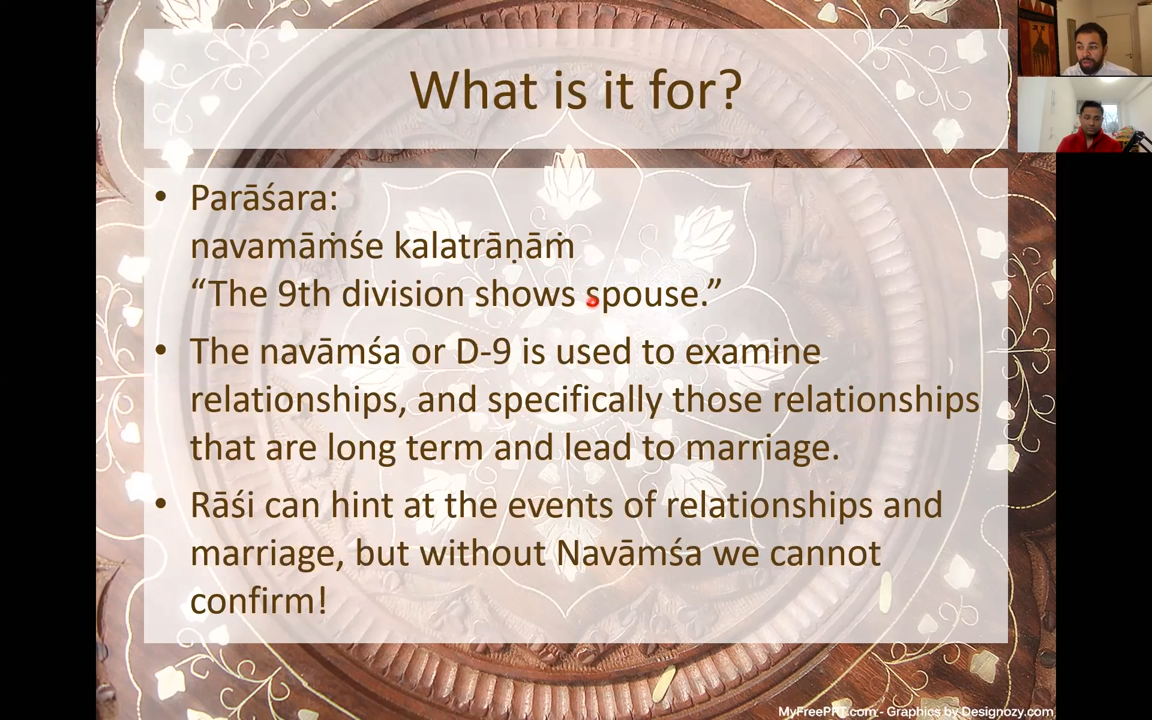 What is it for?
• Parāśara:
navamāṁśe kalatrāṇāṁ
“The 9th division shows spouse.”
• The navāmśa or D-9 is used to examine
relationships, and specifically those relationships
that are long term and lead to marriage.
• Rāśi can hint at the events of relationships and
marriage, but without Navāmśa we cannot
confirm!
MyFreePPT.com - Graphics by Designozy.com